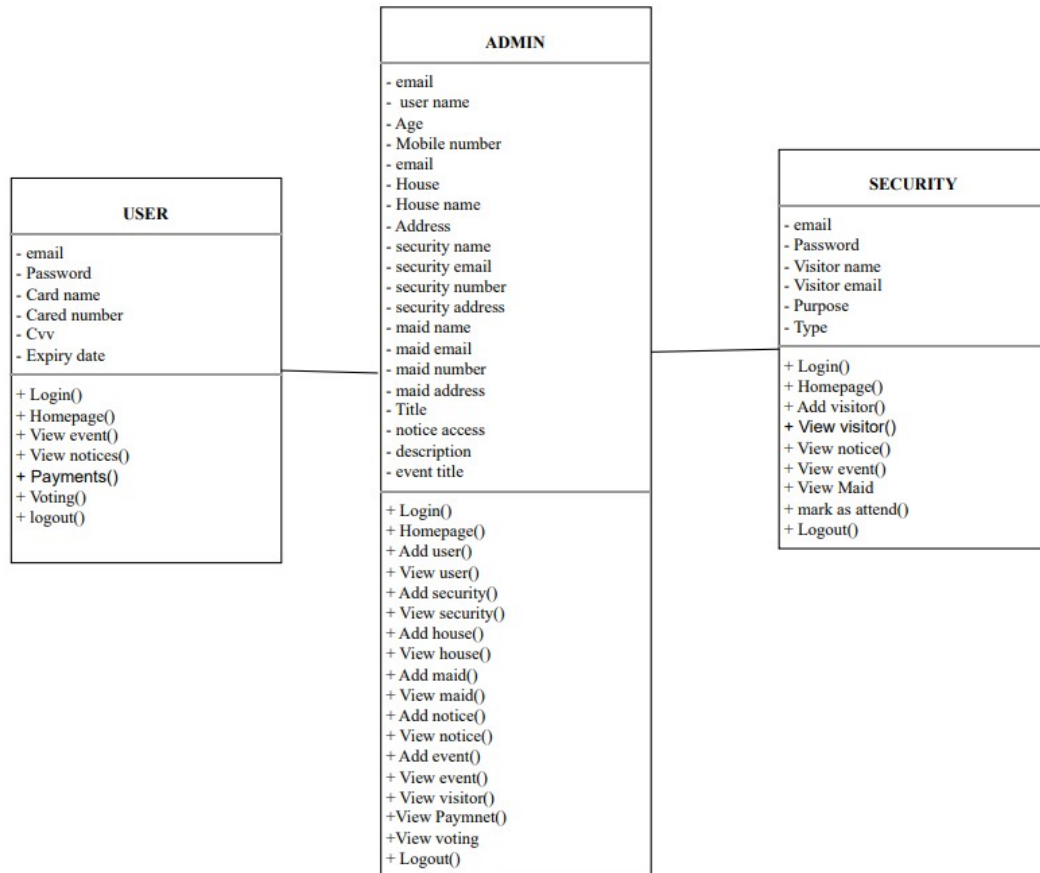 USER
- email
- Password
- Card name
- Cared number
- Cvv
- Expiry date
+ Login()
+ Homepage()
+ View event()
+ View notices()
+ Payments()
+ Voting()
+ logout()
ADMIN
- email
- user name
- Age
- Mobile number
- email
- House
- House name
- Address
- security name
- security email
- security number
- security address
- maid name
- maid email
- maid number
- maid address
- Title
- notice access
- description
- event title
+ Login()
+ Homepage()
+ Add user()
+ View user()
+ Add security()
+ View security()
+ Add house()
+ View house()
+ Add maid()
+ View maid()
+ Add notice()
+ View notice()
+ Add event()
+ View event()
+ View visitor()
+View Paymnet()
+View voting
+ Logout()
SECURITY
- email
- Password
- Visitor name
- Visitor email
- Purpose
- Type
+ Login()
+ Homepage()
+ Add visitor()
+ View visitor()
+ View notice()
+ View event()
+ View Maid
+ mark as attend()
+ Logout()